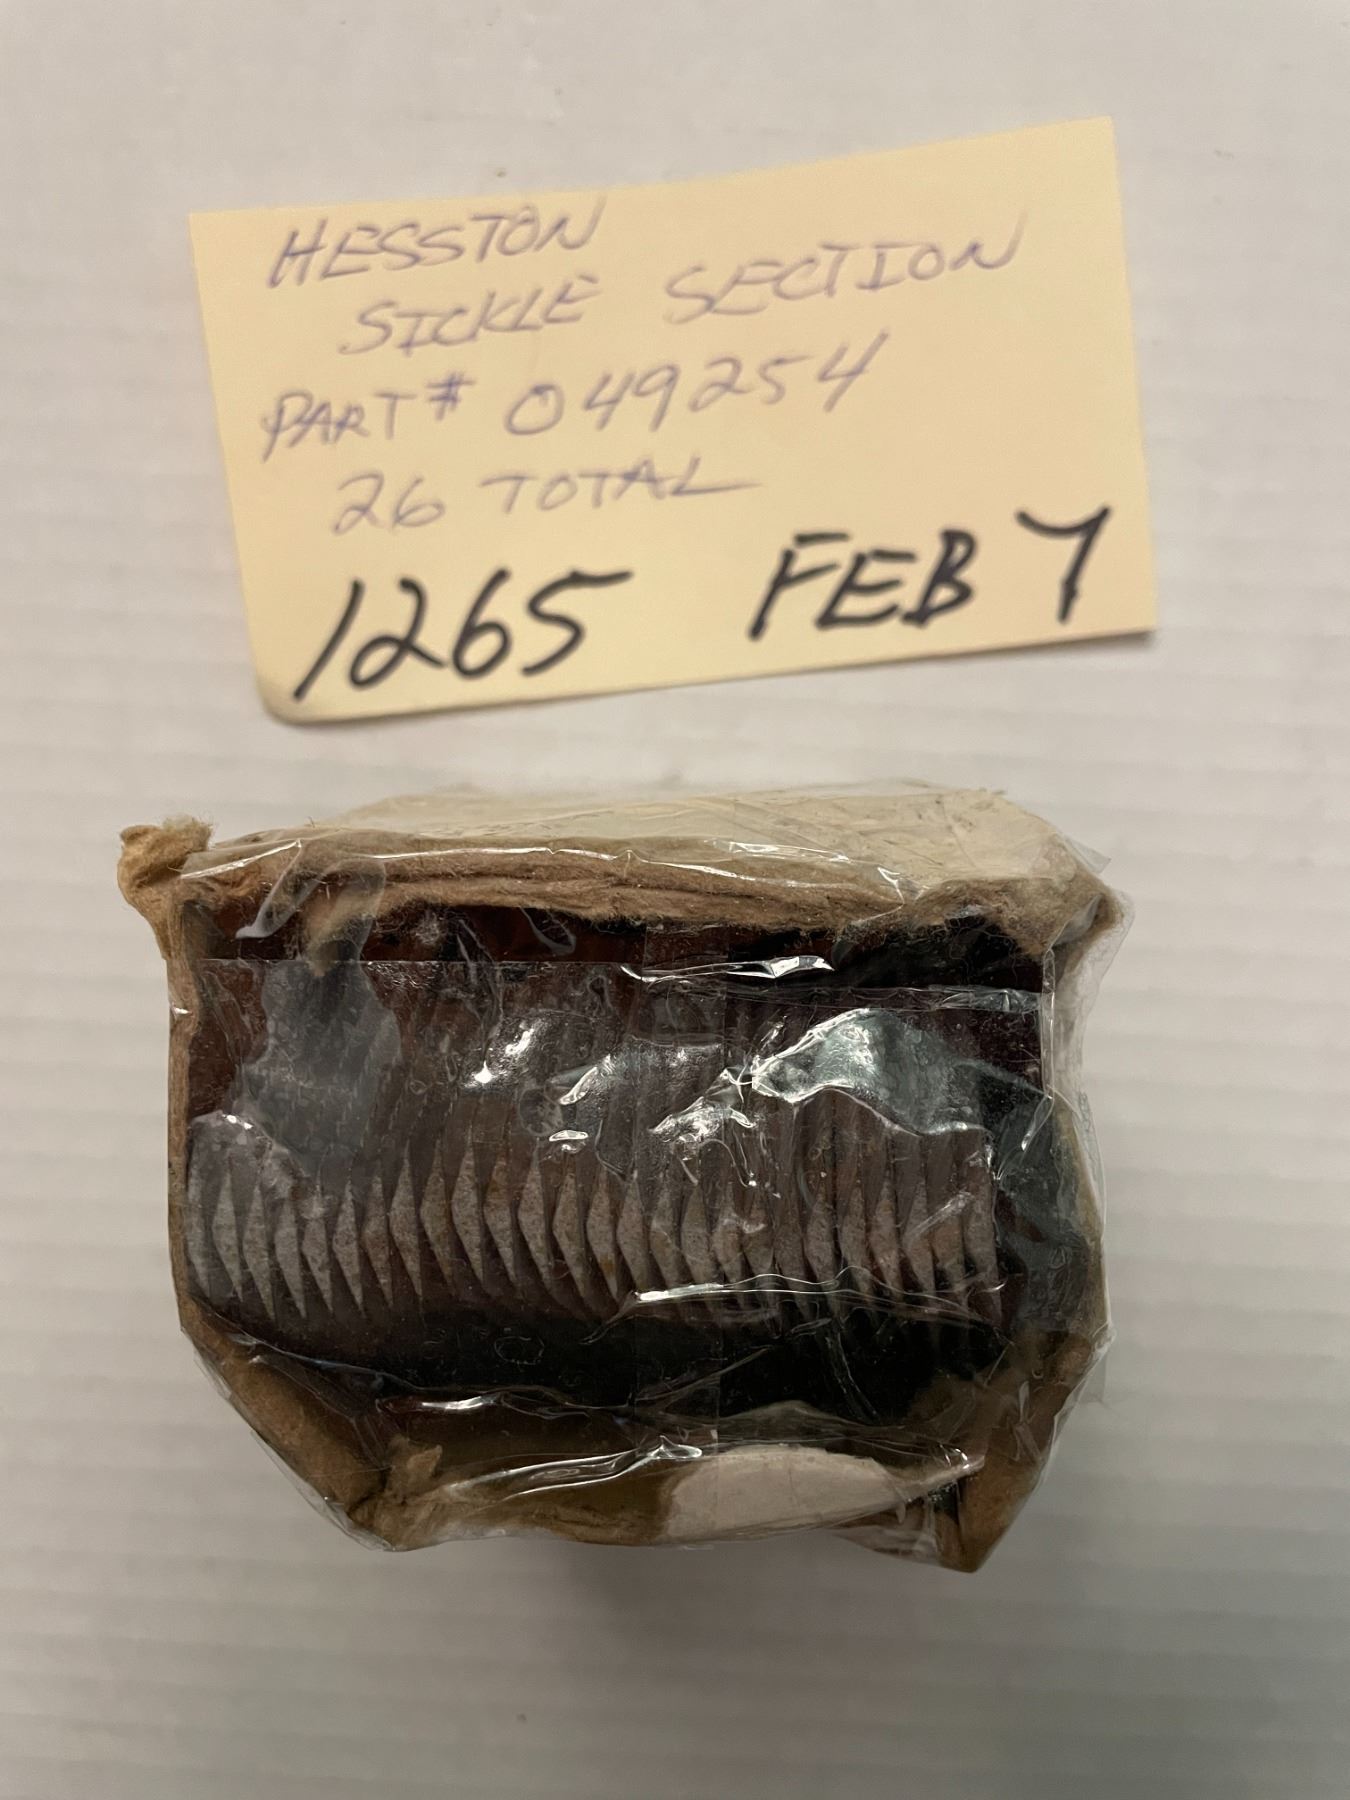 HESSTON
SICKLE SECTION
PART# 049254
26 TOTAL
1265 FEB 7